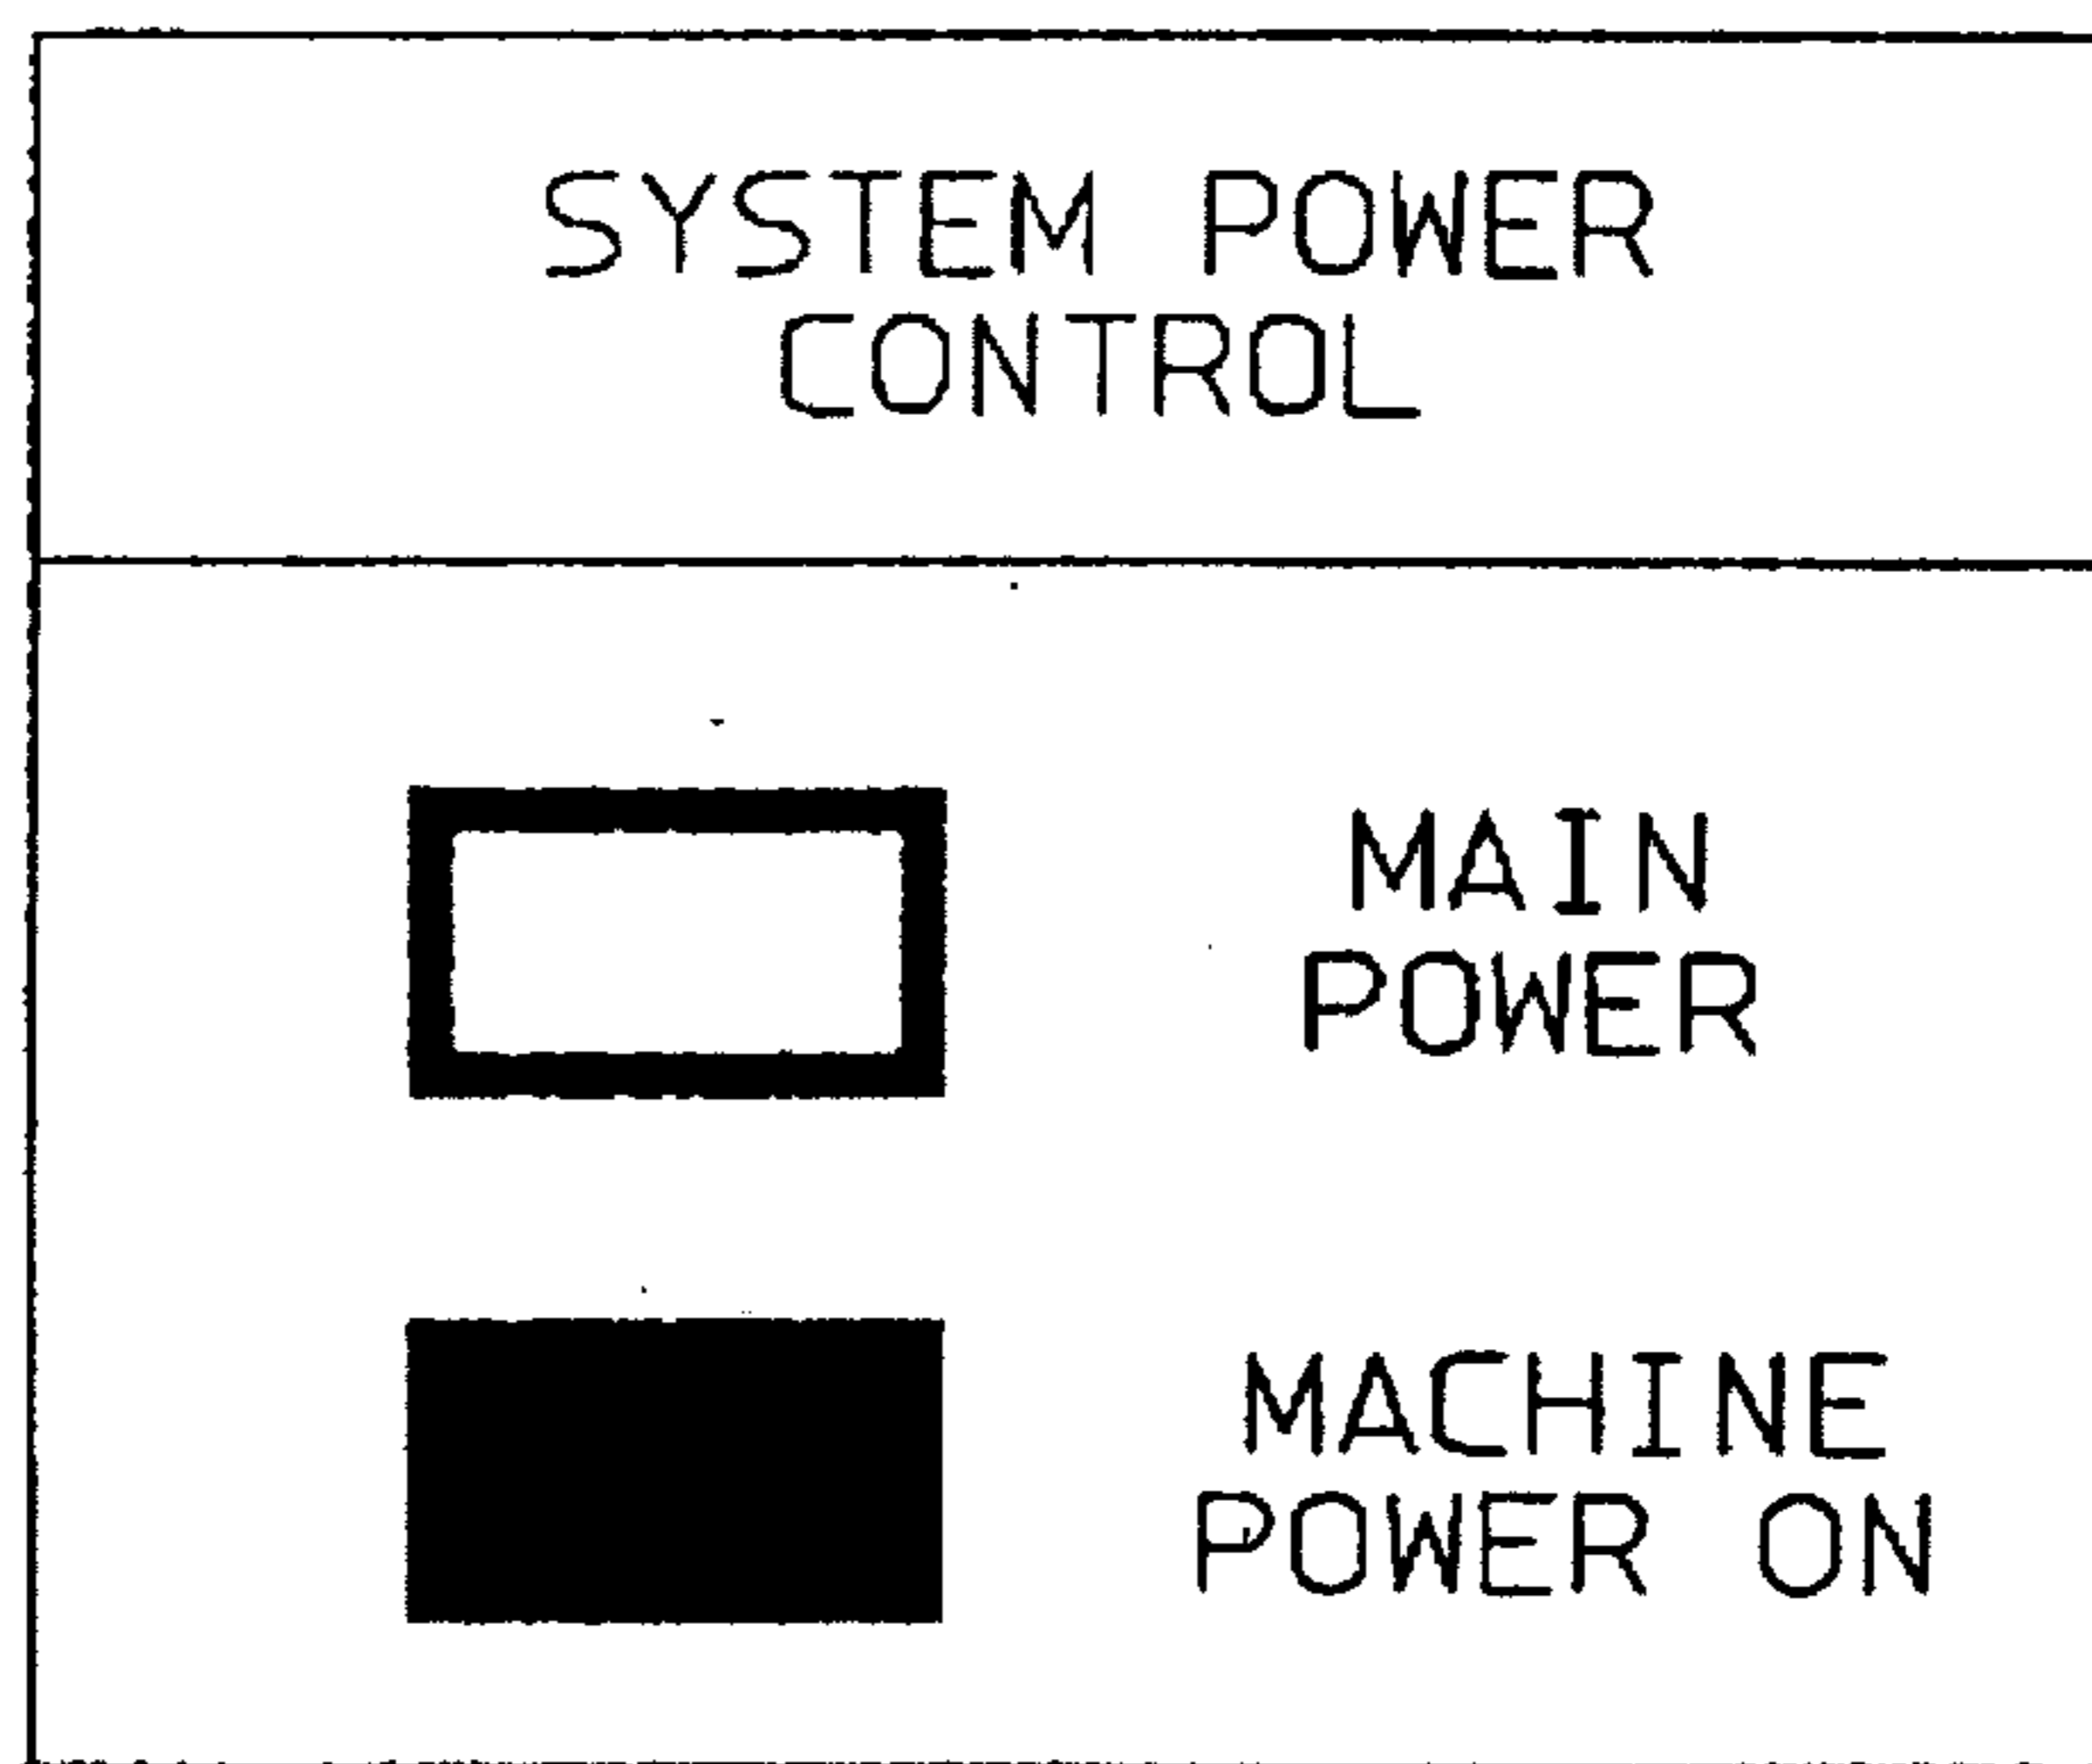 SYSTEM POWER
CONTROL
MAIN
POWER
MACHINE
POWER ON